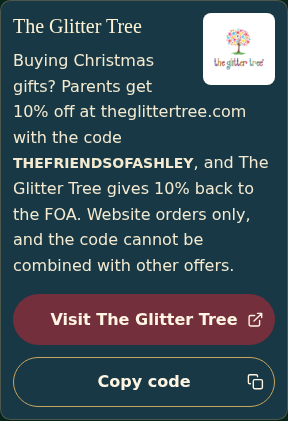 The Glitter Tree
the glitter tree
Buying Christmas
gifts? Parents get
10% off at theglittertree.com
with the code
THEFRIENDSOFASHLEY, and The
Glitter Tree gives 10% back to
the FOA. Website orders only,
and the code cannot be
combined with other offers.
Visit The Glitter Tree
Copy code